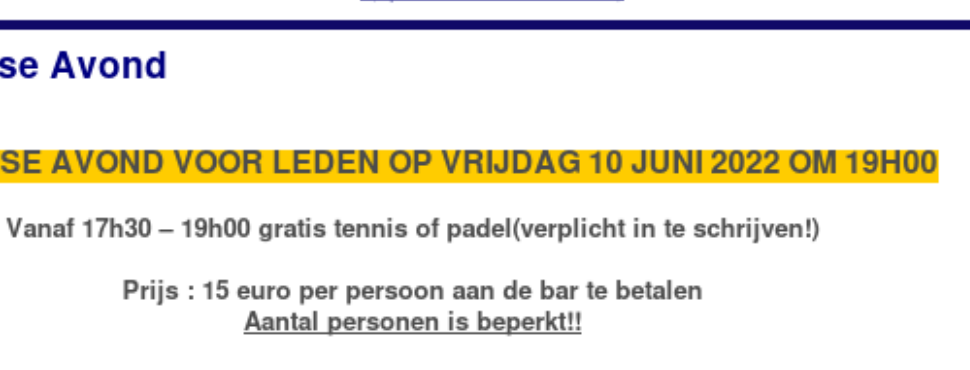 se Avond
SE AVOND VOOR LEDEN OP VRIJDAG 10 JUNI 2022 OM 19H00
Vanaf 17h30 – 19h00 gratis tennis of padel(verplicht in te schrijven!)
Prijs : 15 euro per persoon aan de bar te betalen
Aantal personen is beperkt!!